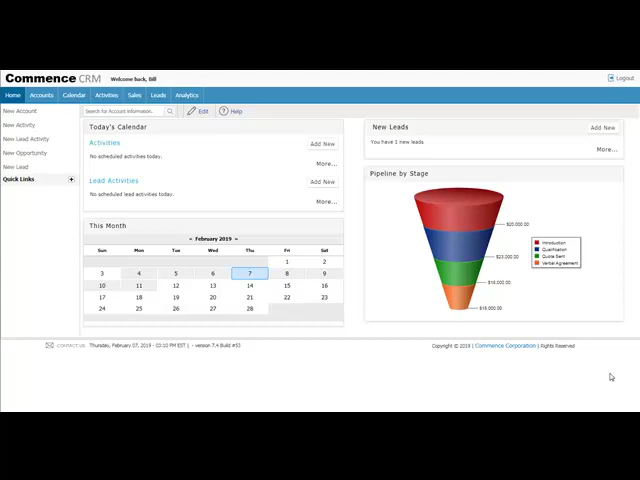 Commence CRM
Welcome back, Bill
Logout
Home Accounts Calendar Activities Sales Leads Analytics
New Account
New Activity
New Lead Activity
New Opportunity
New Lead
Quick Links
Search for Account information..
Edit
Help
Today's Calendar
Activities
Add New
No scheduled activities today.
More...
Lead Activities
Add New
No scheduled lead activities today.
More...
This Month
« February 2019 »
Sun Mon Tue Wed Thu Fri Sat
1 2
3 4 5 6 7 8 9
10 11 12 13 14 15 16
17 18 19 20 21 22 23
24 25 26 27 28
New Leads
Add New
You have 1 new leads
More...
Pipeline by Stage
$20,000.00
$23,000.00
$18,000.00
Introduction
Qualification
Quote Sent
Verbal Agreement
CONTACT US Thursday, February 07, 2019 - 03:10 PM EST | - version 7.4 Build #53
Copyright © 2019 | Commence Corporation | Rights Reserved